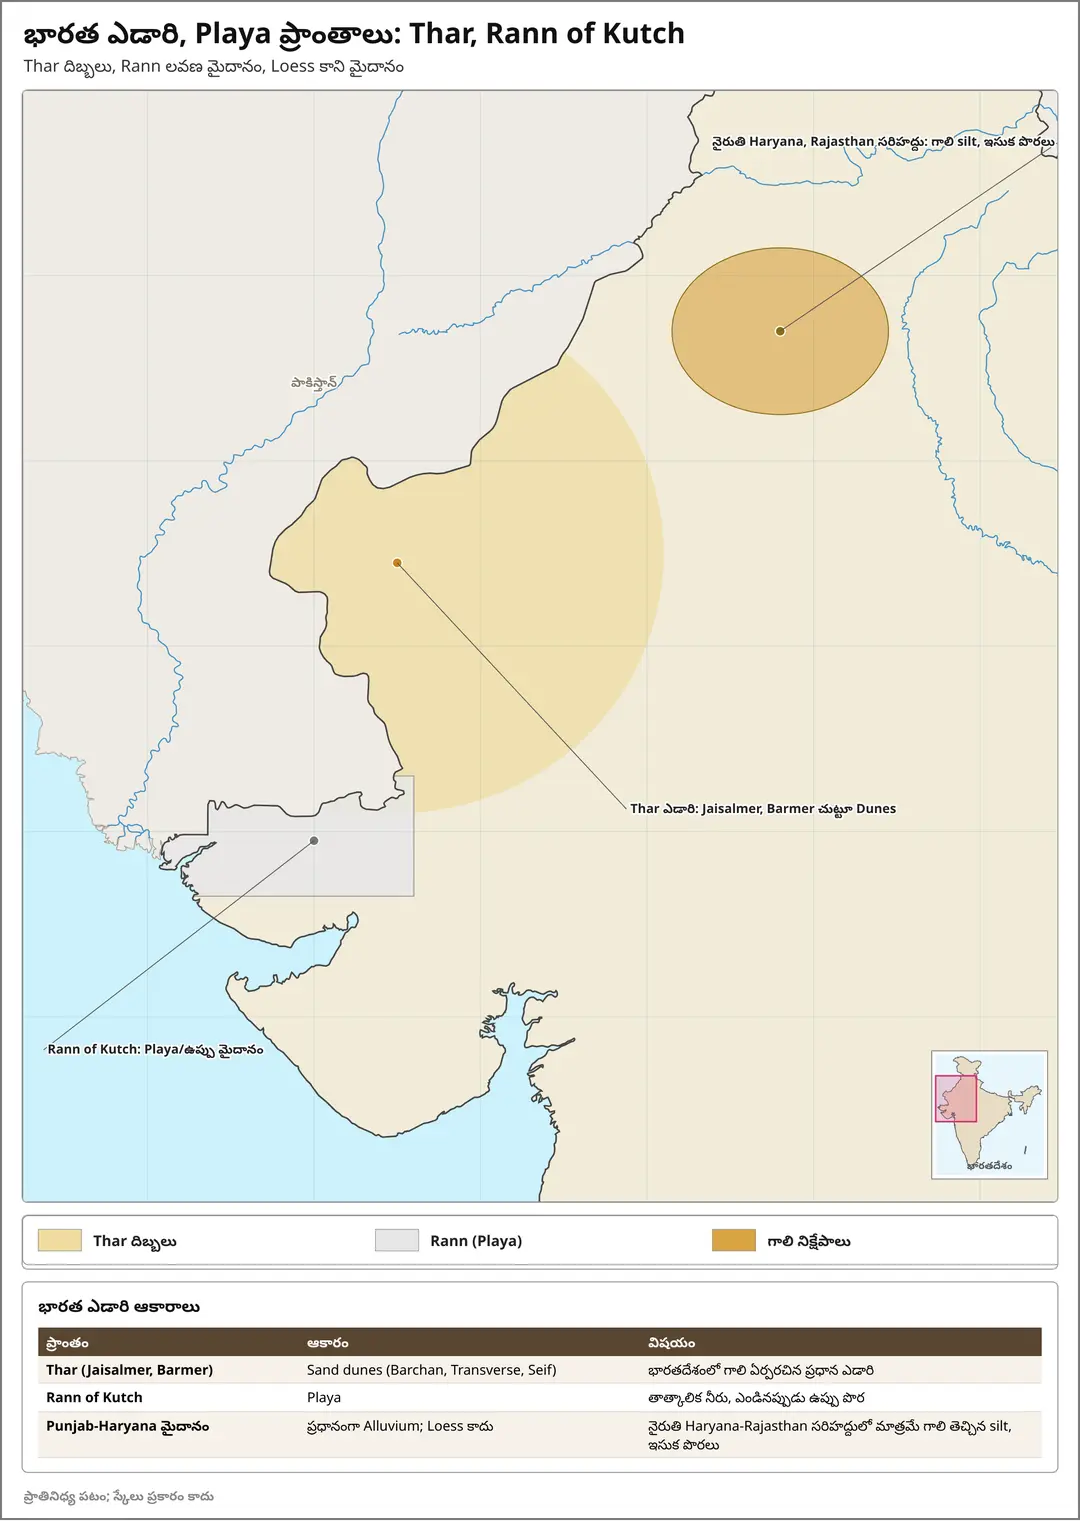 భారత ఎడారి, Playa ప్రాంతాలు: Thar, Rann of Kutch
Thar దిబ్బలు, Rann లవణ మైదానం, Loess కాని మైదానం
నైరుతి Haryana, Rajasthan సరిహద్దు: గాలి silt, ఇసుక పొరలు
పాకిస్తాన్
Thar ఎడారి: Jaisalmer, Barmer చుట్టూ Dunes
Rann of Kutch: Playa/ఉప్పు మైదానం
భారతదేశం
Thar దిబ్బలు
Rann (Playa)
గాలి నిక్షేపాలు
భారత ఎడారి ఆకారాలు
ప్రాంతం ఆకారం విషయం
Thar (Jaisalmer, Barmer) Sand dunes (Barchan, Transverse, Seif) భారతదేశంలో గాలి ఏర్పరచిన ప్రధాన ఎడారి
Rann of Kutch Playa తాత్కాలిక నీరు, ఎండినప్పుడు ఉప్పు పొర
Punjab-Haryana మైదానం ప్రధానంగా Alluvium; Loess కాదు నైరుతి Haryana-Rajasthan సరిహద్దులో మాత్రమే గాలి తెచ్చిన silt,
ఇసుక పొరలు
ప్రాతినిధ్య పటం; స్కేలు ప్రకారం కాదు